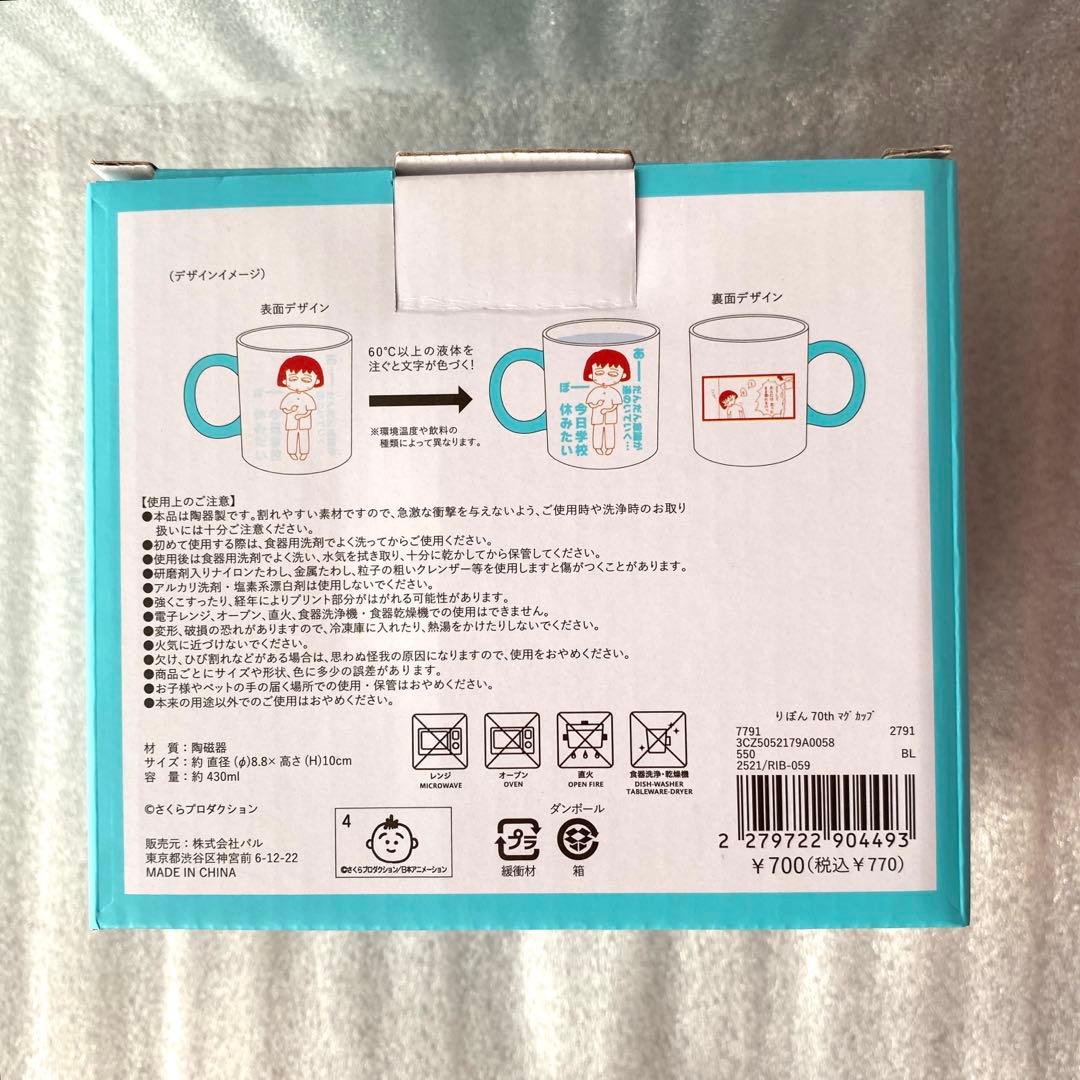 (デザインイメージ)
表面デザイン
裏面デザイン
60℃以上の液体を
注ぐと文字が色づく!
※環境温度や飲料の
種類によって異なります。
あー
だんだん意識が
遠のいていく…
ぽー
今日学校
休みたい
【使用上のご注意】
●本品は陶器製です。割れやすい素材ですので、急激な衝撃を与えないよう、ご使用時や洗浄時のお取り
扱いには十分ご注意ください。
●初めて使用する際は、食器用洗剤でよく洗ってからご使用ください。
●使用後は食器用洗剤でよく洗い、水気を拭き取り、十分に乾かしてから保管してください。
●研磨剤入りナイロンたわし、金属たわし、粒子の粗いクレンザー等を使用しますと傷がつくことがあります。
●アルカリ洗剤・塩素系漂白剤は使用しないでください。
●強くこすったり、経年によりプリント部分がはがれる可能性があります。
●電子レンジ、オーブン、直火、食器洗浄機・食器乾燥機での使用はできません。
●変形、破損の恐れがありますので、冷凍庫に入れたり、熱湯をかけたりしないでください。
●火気に近づけないでください。
●欠け、ひび割れなどがある場合は、思わぬ怪我の原因になりますので、使用をおやめください。
●商品ごとにサイズや形状、色に多少の誤差があります。
●お子様やペットの手の届く場所での使用・保管はおやめください。
●本来の用途以外でのご使用はおやめください。
材 質:陶磁器
サイズ:約 直径(φ)8.8×高さ(H)10cm
容 量:約 430ml
©さくらプロダクション
販売元:株式会社パル
東京都渋谷区神宮前 6-12-22
MADE IN CHINA
レンジ
MICROWAVE
オーブン
OVEN
直火
OPEN FIRE
食器洗浄・乾燥機
DISH-WASHER
TABLEWARE-DRYER
4
©さくらプロダクション/日本アニメーション
プラ
緩衝材
ダンボール
箱
りぼん 70th マグカップ
7791 2791
3CZ5052179A0058
550 BL
2521/RIB-059
2 279722 904493
¥700(税込¥770)